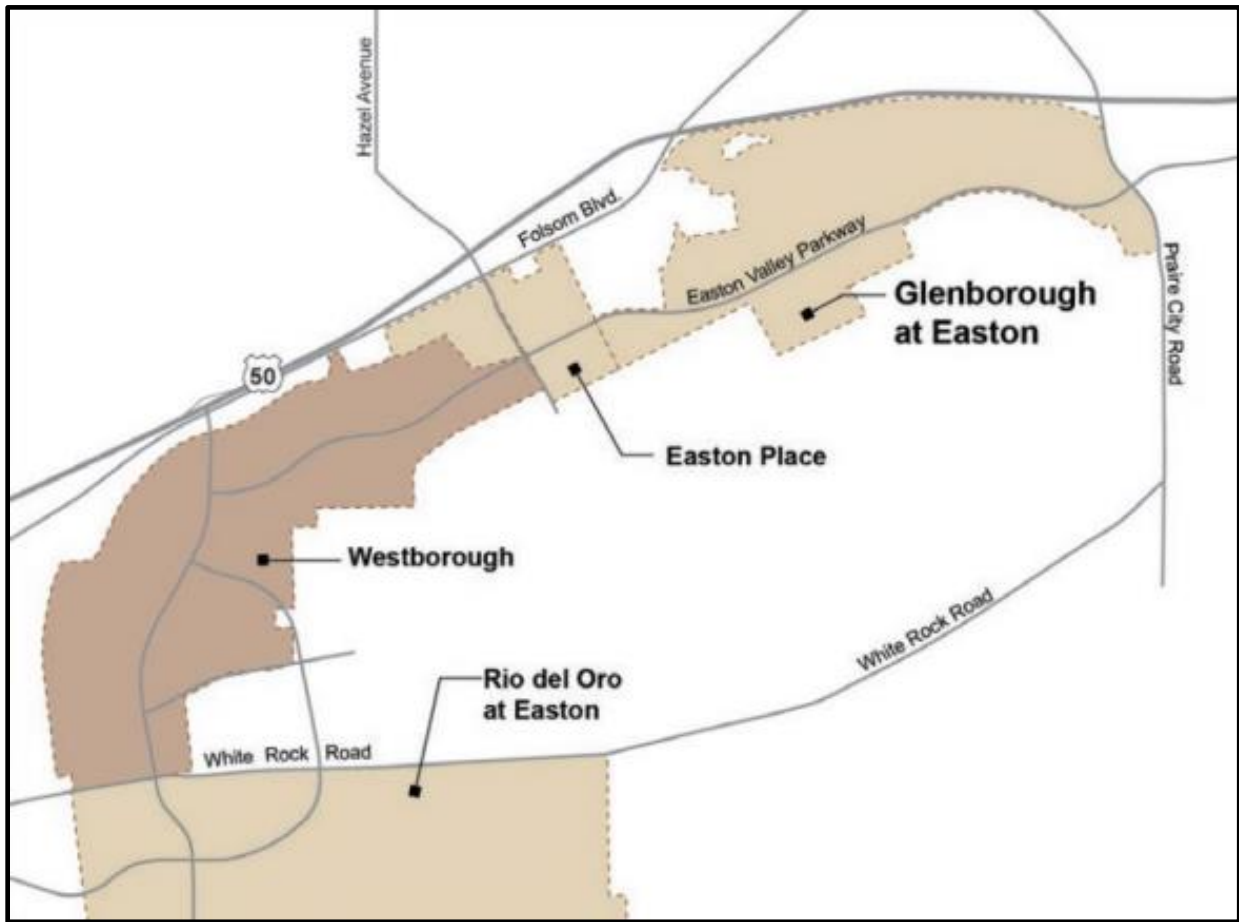 Hazel Avenue
Folsom Blvd.
Easton Valley Parkway
Glenborough
at Easton
Praire City Road
50
Easton Place
Westborough
White Rock Road
Rio del Oro
at Easton
White Rock Road